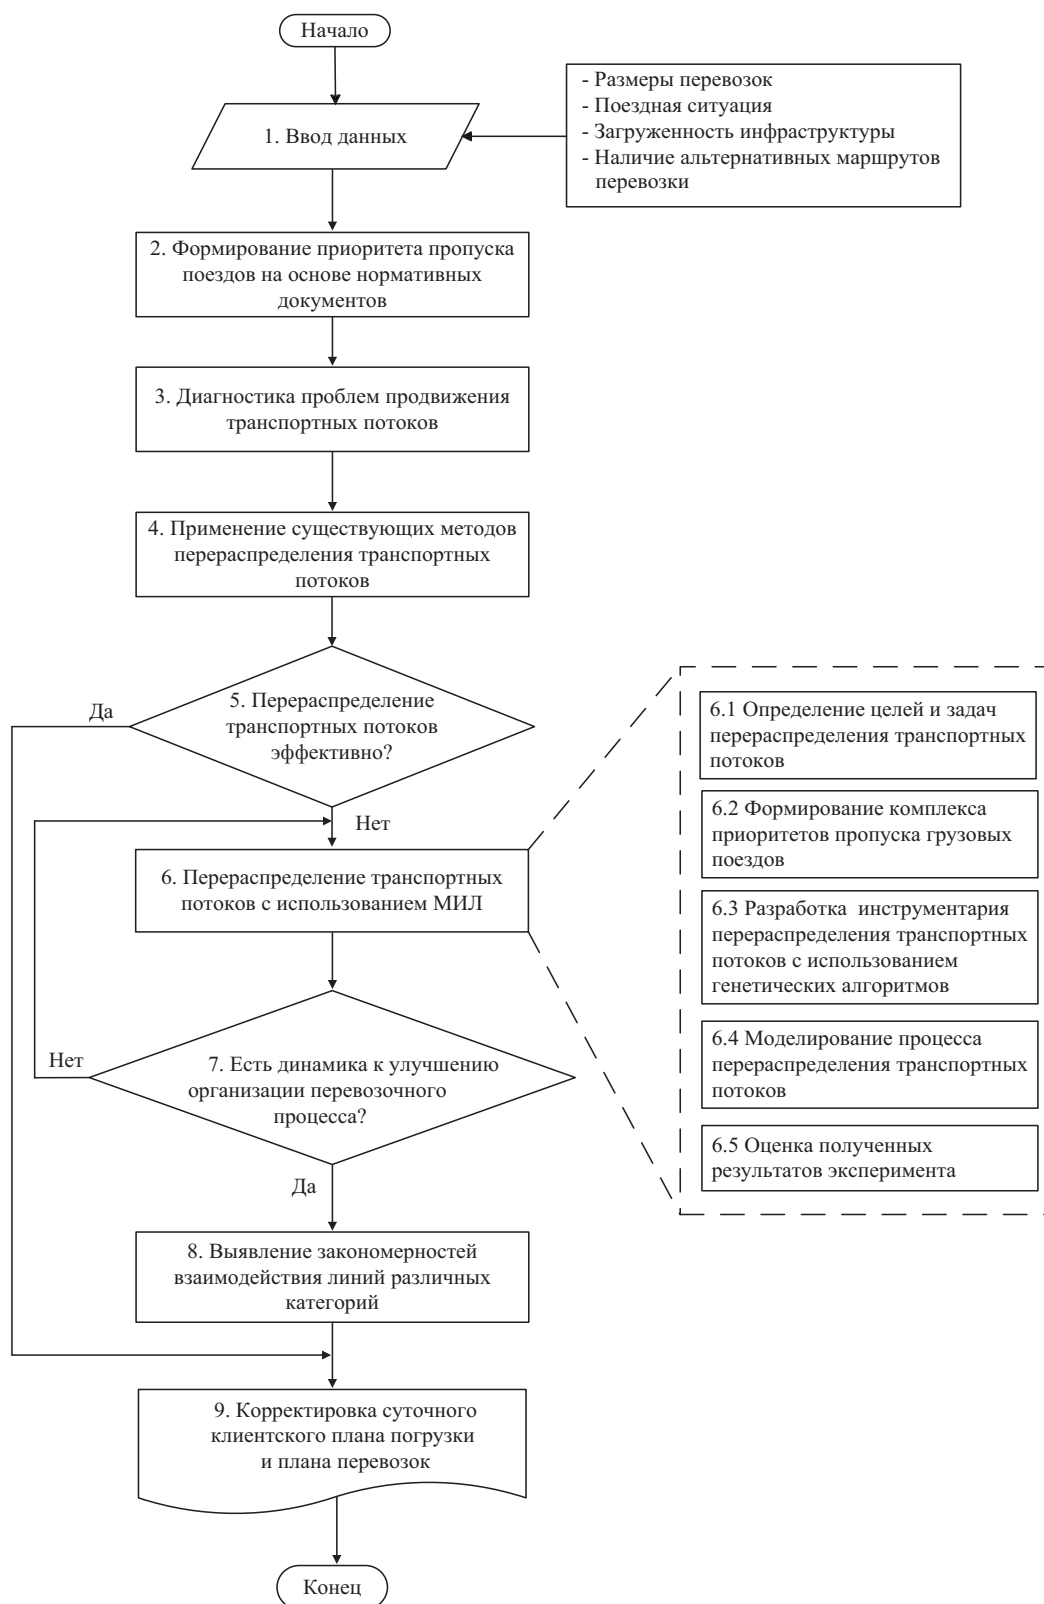 Начало
1. Ввод данных
- Размеры перевозок
- Поездная ситуация
- Загруженность инфраструктуры
- Наличие альтернативных маршрутов
перевозки
2. Формирование приоритета пропуска
поездов на основе нормативных
документов
3. Диагностика проблем продвижения
транспортных потоков
4. Применение существующих методов
перераспределения транспортных
потоков
5. Перераспределение
транспортных потоков
эффективно?
Да
Нет
6. Перераспределение транспортных
потоков с использованием МИЛ
6.1 Определение целей и задач
перераспределения транспортных
потоков
6.2 Формирование комплекса
приоритетов пропуска грузовых
поездов
6.3 Разработка инструментария
перераспределения транспортных
потоков с использованием
генетических алгоритмов
6.4 Моделирование процесса
перераспределения транспортных
потоков
6.5 Оценка полученных
результатов эксперимента
7. Есть динамика к улучшению
организации перевозочного
процесса?
Нет
Да
8. Выявление закономерностей
взаимодействия линий различных
категорий
9. Корректировка суточного
клиентского плана погрузки
и плана перевозок
Конец